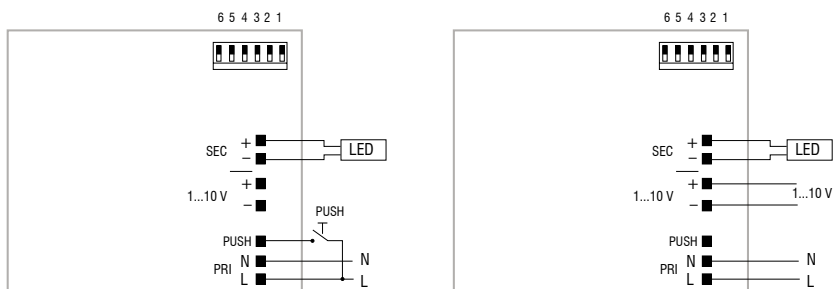 6 5 4 3 2 1
6 5 4 3 2 1
SEC + LED
−
SEC + LED
−
1...10 V +
−
1...10 V + 1...10 V
−
PUSH
PUSH
PUSH
PRI N N
L L
PRI N N
L L